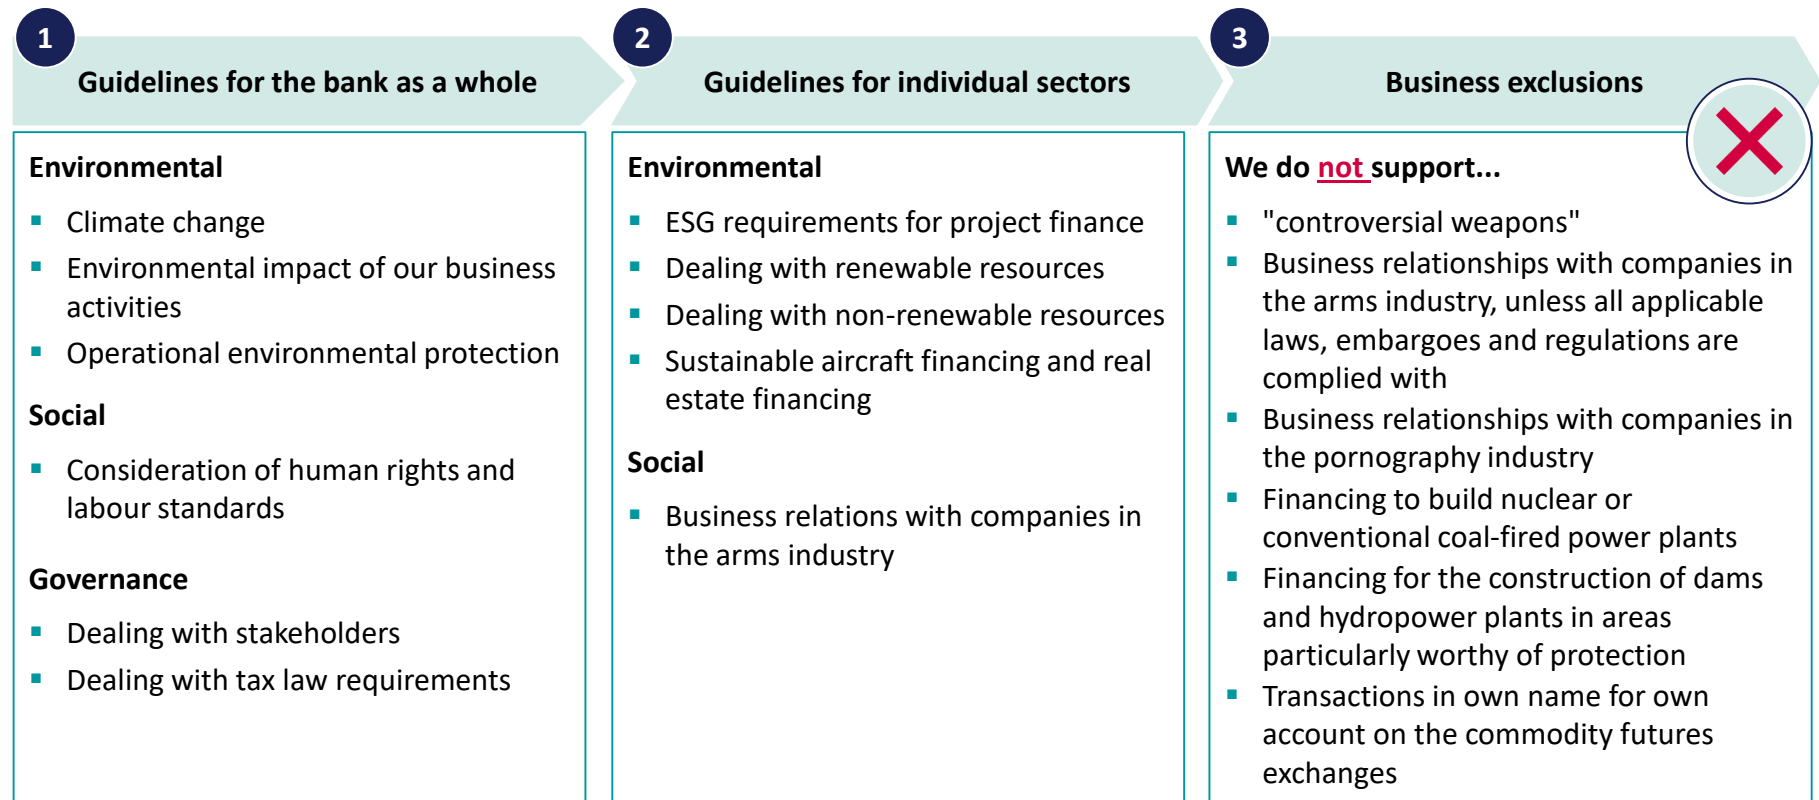 1
Guidelines for the bank as a whole
Environmental
▪ Climate change
▪ Environmental impact of our business
activities
▪ Operational environmental protection
Social
▪ Consideration of human rights and
labour standards
Governance
▪ Dealing with stakeholders
▪ Dealing with tax law requirements
2
Guidelines for individual sectors
Environmental
▪ ESG requirements for project finance
▪ Dealing with renewable resources
▪ Dealing with non-renewable resources
▪ Sustainable aircraft financing and real
estate financing
Social
▪ Business relations with companies in
the arms industry
3
Business exclusions
We do not support...
▪ "controversial weapons"
▪ Business relationships with companies in
the arms industry, unless all applicable
laws, embargoes and regulations are
complied with
▪ Business relationships with companies in
the pornography industry
▪ Financing to build nuclear or
conventional coal-fired power plants
▪ Financing for the construction of dams
and hydropower plants in areas
particularly worthy of protection
▪ Transactions in own name for own
account on the commodity futures
exchanges